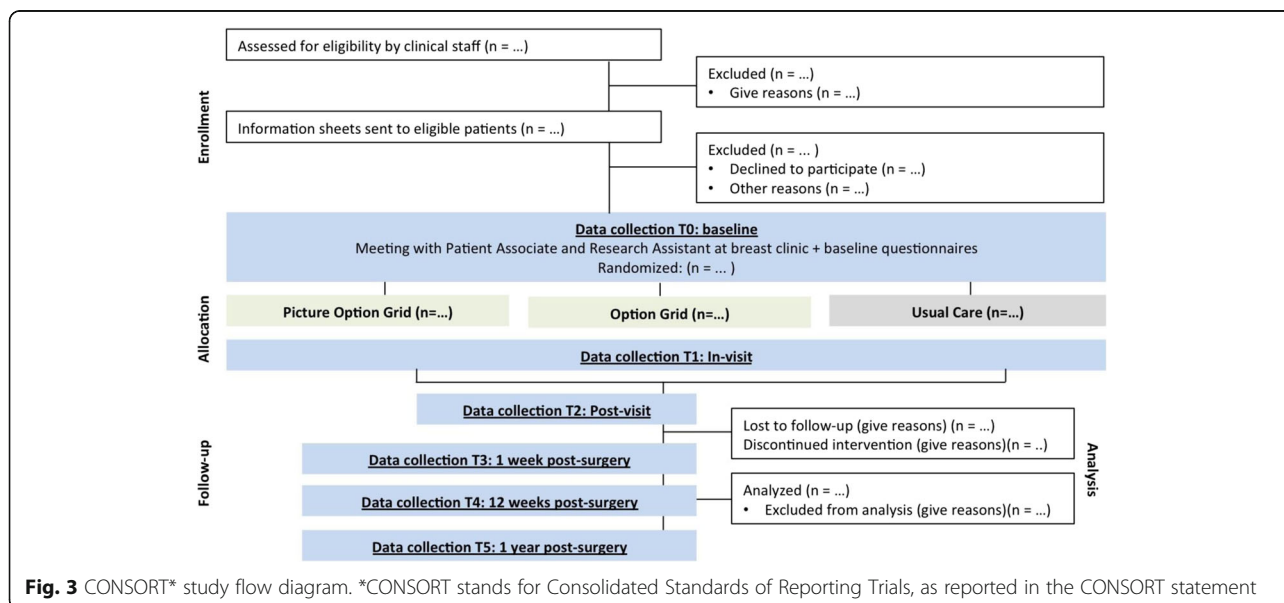 Enrollment
Assessed for eligibility by clinical staff (n = ...)
Excluded (n = ...)
• Give reasons (n = ...)
Information sheets sent to eligible patients (n = ...)
Excluded (n = ... )
• Declined to participate (n = ...)
• Other reasons (n = ...)
Data collection T0: baseline
Meeting with Patient Associate and Research Assistant at breast clinic + baseline questionnaires
Randomized: (n = ... )
Allocation
Picture Option Grid (n=...)
Option Grid (n=...)
Usual Care (n=...)
Data collection T1: In-visit
Follow-up
Data collection T2: Post-visit
Lost to follow-up (give reasons) (n = ...)
Discontinued intervention (give reasons)(n = ..)
Analysis
Data collection T3: 1 week post-surgery
Data collection T4: 12 weeks post-surgery
Analyzed (n = ...)
• Excluded from analysis (give reasons)(n = ...)
Data collection T5: 1 year post-surgery
Fig. 3 CONSORT* study flow diagram. *CONSORT stands for Consolidated Standards of Reporting Trials, as reported in the CONSORT statement